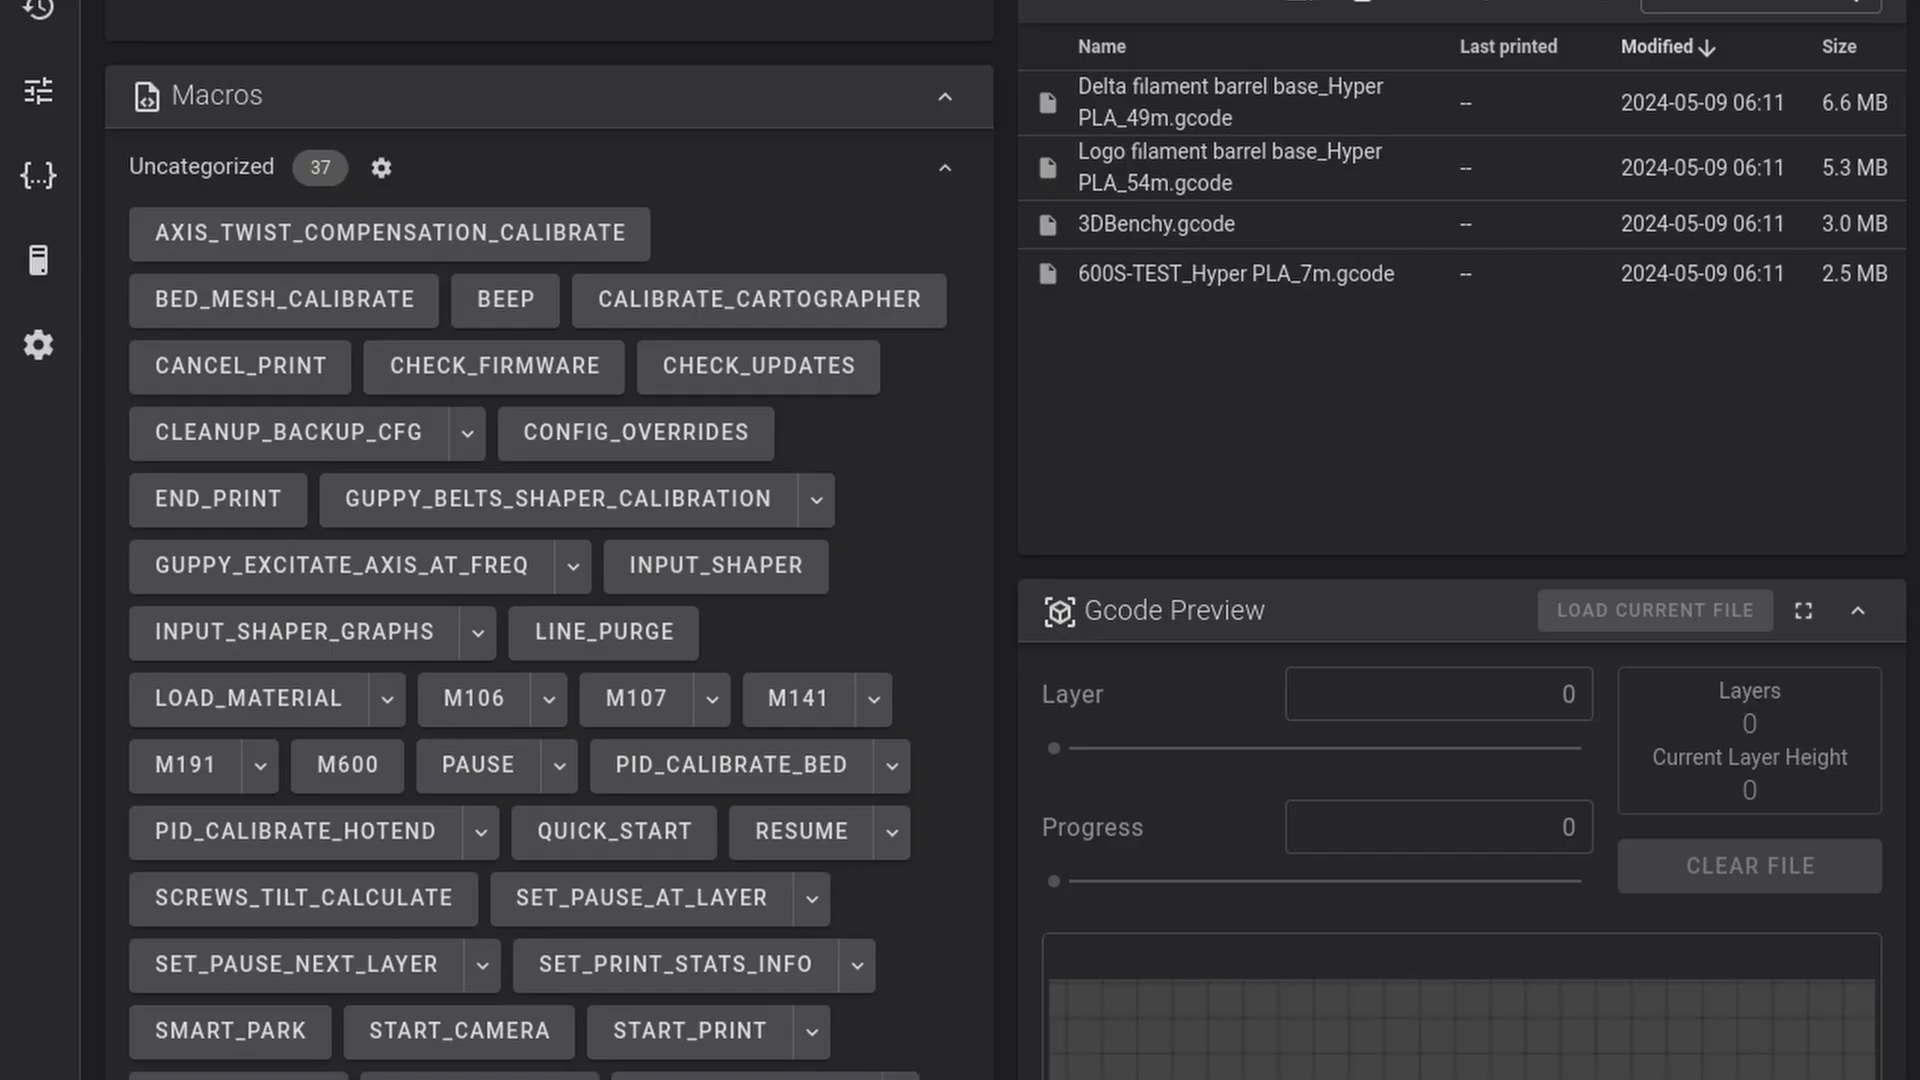 Macros
Uncategorized 37
AXIS_TWIST_COMPENSATION_CALIBRATE
BED_MESH_CALIBRATE BEEP CALIBRATE_CARTOGRAPHER
CANCEL_PRINT CHECK_FIRMWARE CHECK_UPDATES
CLEANUP_BACKUP_CFG CONFIG_OVERRIDES
END_PRINT GUPPY_BELTS_SHAPER_CALIBRATION
GUPPY_EXCITATE_AXIS_AT_FREQ INPUT_SHAPER
INPUT_SHAPER_GRAPHS LINE_PURGE
LOAD_MATERIAL M106 M107 M141
M191 M600 PAUSE PID_CALIBRATE_BED
PID_CALIBRATE_HOTEND QUICK_START RESUME
SCREWS_TILT_CALCULATE SET_PAUSE_AT_LAYER
SET_PAUSE_NEXT_LAYER SET_PRINT_STATS_INFO
SMART_PARK START_CAMERA START_PRINT
Name Last printed Modified Size
Delta filament barrel base_Hyper
PLA_49m.gcode -- 2024-05-09 06:11 6.6 MB
Logo filament barrel base_Hyper
PLA_54m.gcode -- 2024-05-09 06:11 5.3 MB
3DBenchy.gcode -- 2024-05-09 06:11 3.0 MB
600S-TEST_Hyper PLA_7m.gcode -- 2024-05-09 06:11 2.5 MB
Gcode Preview LOAD CURRENT FILE
Layer 0
Layers
0
Current Layer Height
0
Progress 0
CLEAR FILE